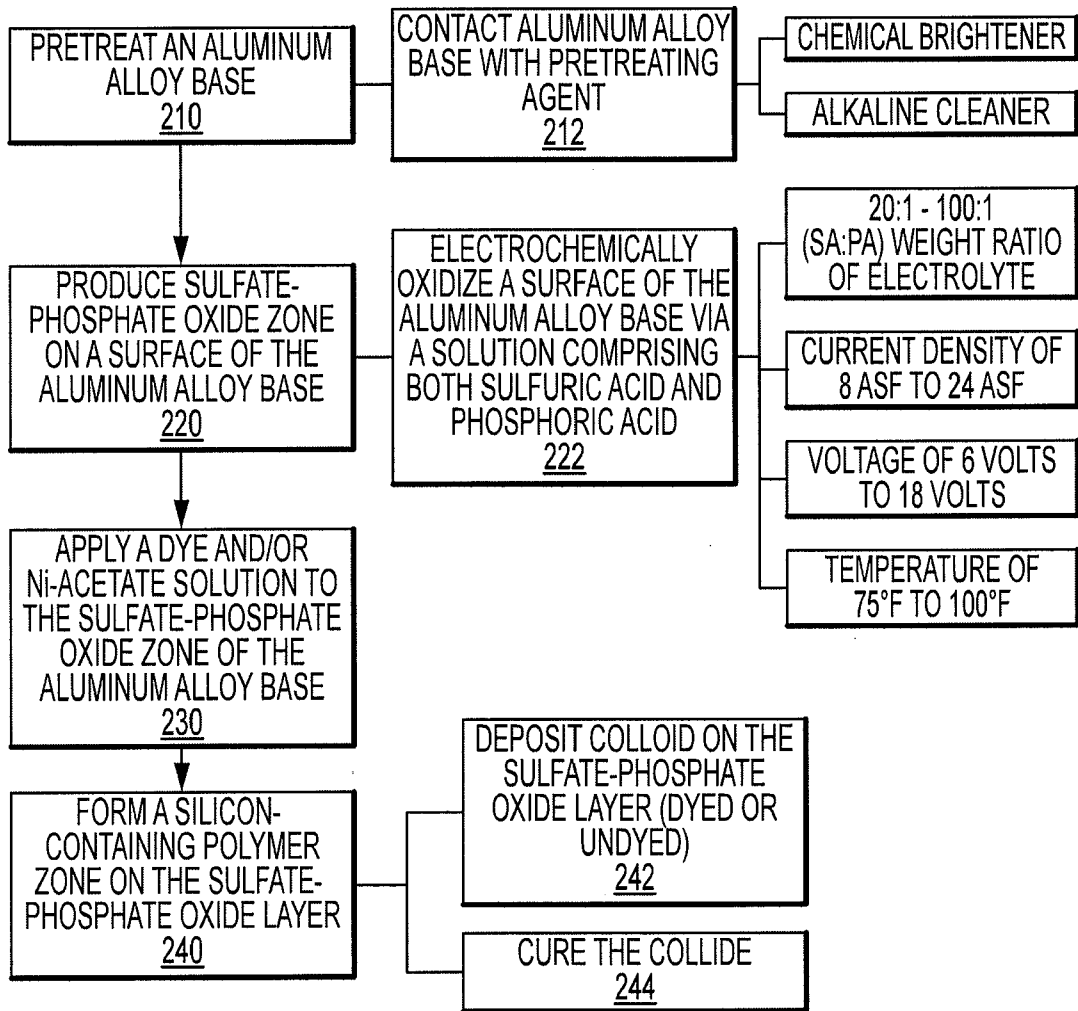 PRETREAT AN ALUMINUM
ALLOY BASE
210
CONTACT ALUMINUM ALLOY
BASE WITH PRETREATING
AGENT
212
CHEMICAL BRIGHTENER
ALKALINE CLEANER
PRODUCE SULFATE-
PHOSPHATE OXIDE ZONE
ON A SURFACE OF THE
ALUMINUM ALLOY BASE
220
ELECTROCHEMICALLY
OXIDIZE A SURFACE OF THE
ALUMINUM ALLOY BASE VIA
A SOLUTION COMPRISING
BOTH SULFURIC ACID AND
PHOSPHORIC ACID
222
20:1 - 100:1
(SA:PA) WEIGHT RATIO
OF ELECTROLYTE
CURRENT DENSITY OF
8 ASF TO 24 ASF
VOLTAGE OF 6 VOLTS
TO 18 VOLTS
TEMPERATURE OF
75°F TO 100°F
APPLY A DYE AND/OR
Ni-ACETATE SOLUTION TO
THE SULFATE-PHOSPHATE
OXIDE ZONE OF THE
ALUMINUM ALLOY BASE
230
FORM A SILICON-
CONTAINING POLYMER
ZONE ON THE SULFATE-
PHOSPHATE OXIDE LAYER
240
DEPOSIT COLLOID ON THE
SULFATE-PHOSPHATE
OXIDE LAYER (DYED OR
UNDYED)
242
CURE THE COLLIDE
244